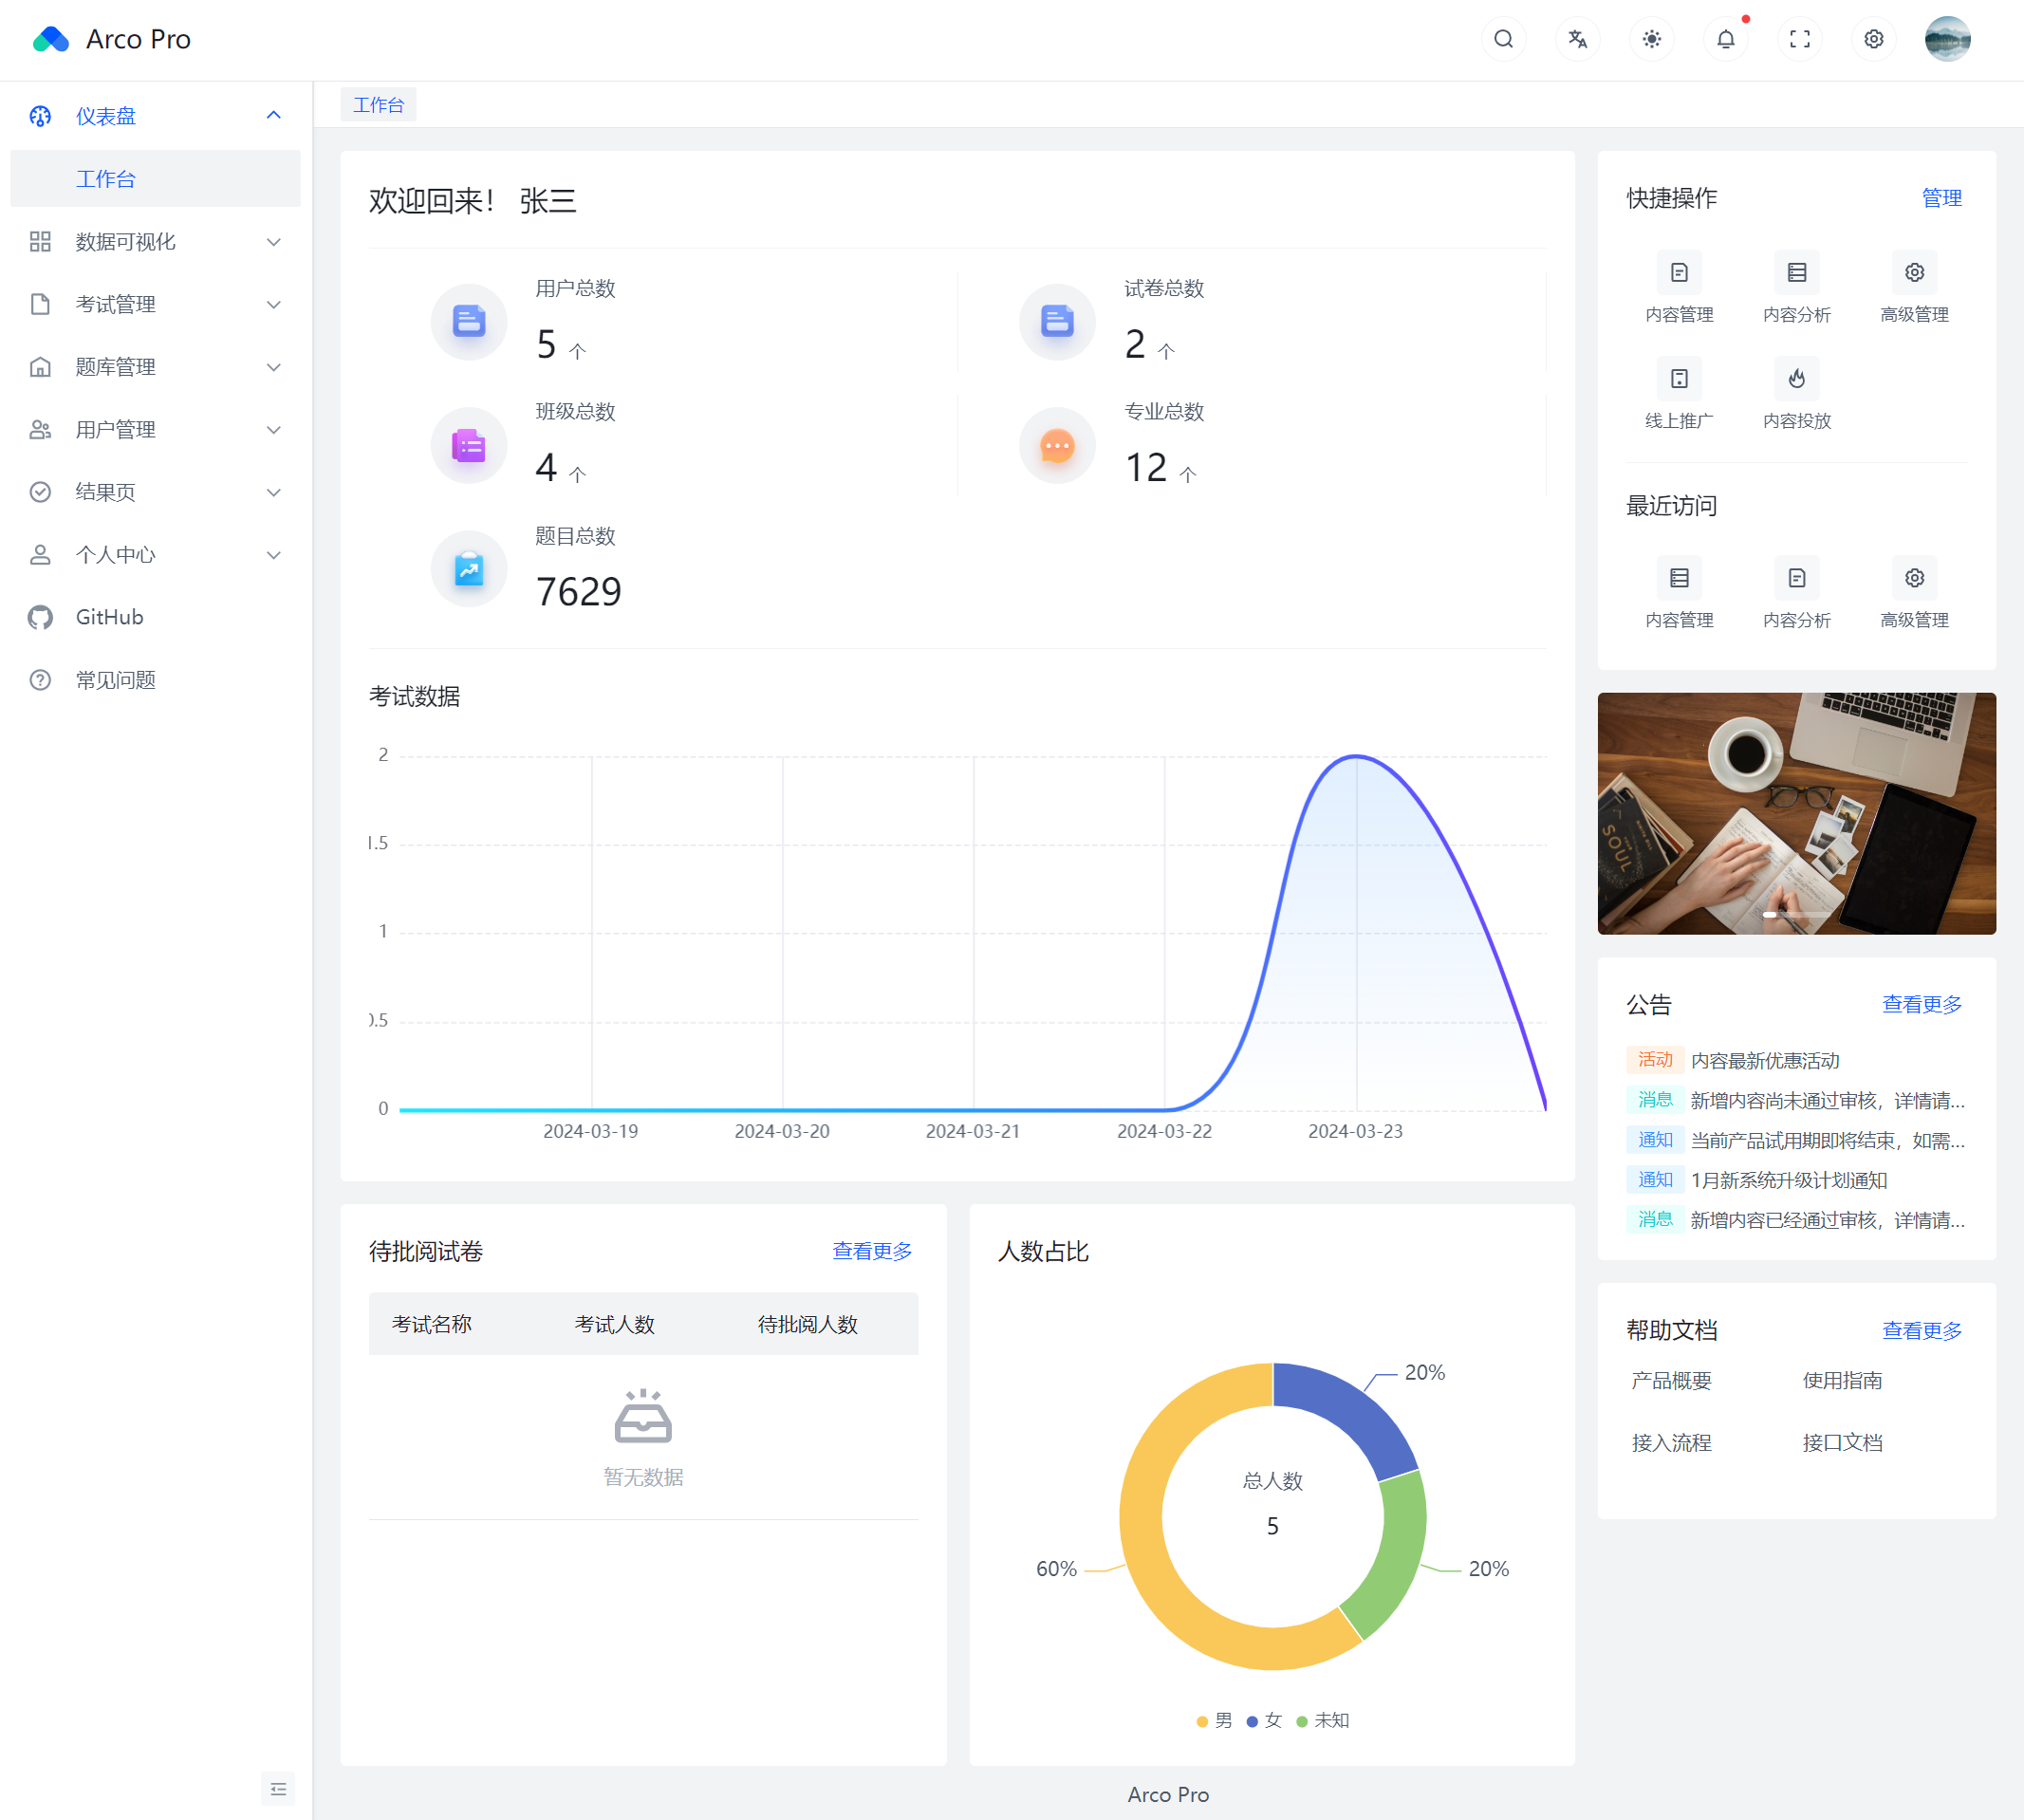 Arco Pro
仪表盘
工作台
数据可视化
考试管理
题库管理
用户管理
结果页
个人中心
GitHub
常见问题
工作台
欢迎回来！ 张三
用户总数
5 个
试卷总数
2 个
班级总数
4 个
专业总数
12 个
题目总数
7629
考试数据
2
1.5
1
0.5
0
2024-03-19 2024-03-20 2024-03-21 2024-03-22 2024-03-23
待批阅试卷 查看更多
考试名称 考试人数 待批阅人数
暂无数据
人数占比
20%
总人数
5
60%
20%
男 女 未知
快捷操作 管理
内容管理 内容分析 高级管理
线上推广 内容投放
最近访问
内容管理 内容分析 高级管理
SOUL
公告 查看更多
活动 内容最新优惠活动
消息 新增内容尚未通过审核，详情请...
通知 当前产品试用期即将结束，如需...
通知 1月新系统升级计划通知
消息 新增内容已经通过审核，详情请...
帮助文档 查看更多
产品概要 使用指南
接入流程 接口文档
Arco Pro